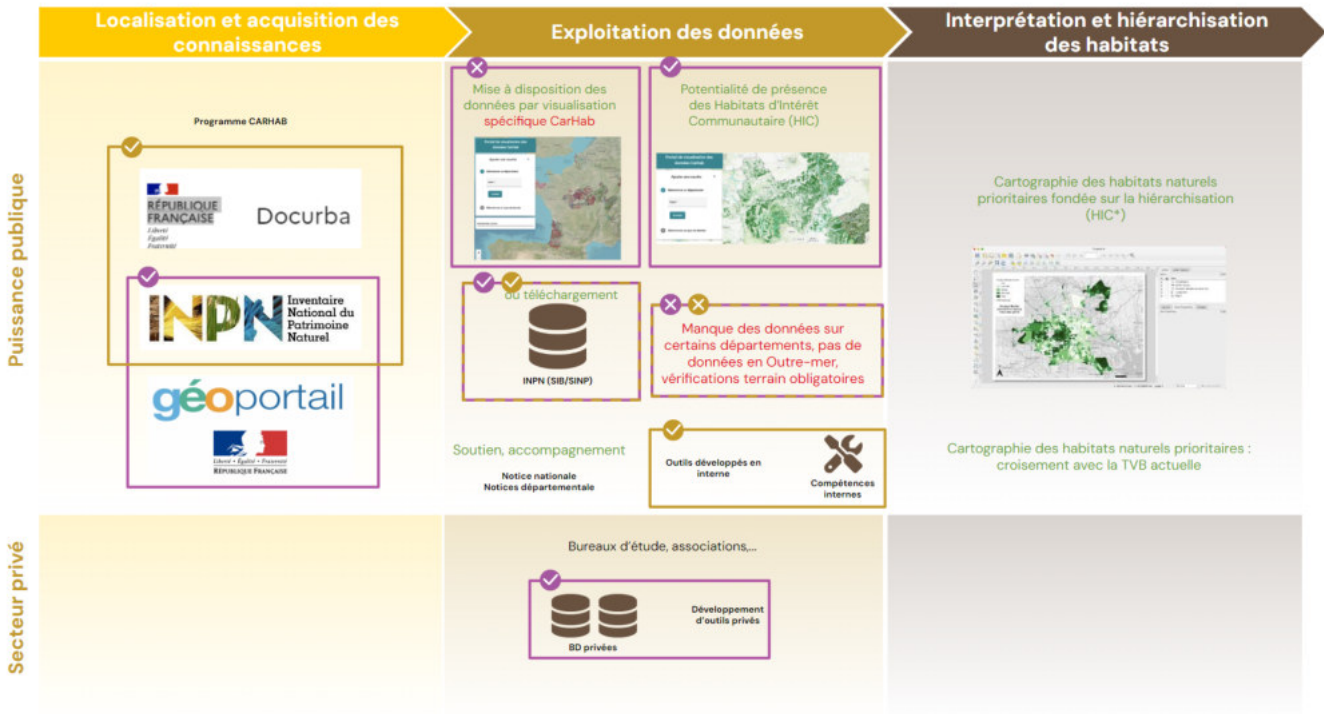 Localisation et acquisition des
connaissances
Exploitation des données
Interprétation et hiérarchisation
des habitats
Puissance publique
Programme CARHAB
RÉPUBLIQUE
FRANÇAISE
Liberté
Égalité
Fraternité
Docurba
INPN
Inventaire
National du
Patrimoine
Naturel
géoportail
Liberté • Égalité • Fraternité
RÉPUBLIQUE FRANÇAISE
Mise à disposition des
données par visualisation
spécifique CarHab
Potentialité de présence
des Habitats d'Intérêt
Communautaire (HIC)
ou téléchargement
INPN (SIB/SINP)
Manque des données sur
certains départements, pas de
données en Outre-mer,
vérifications terrain obligatoires
Soutien, accompagnement
Notice nationale
Notices départementale
Outils développés en
interne
Compétences
internes
Cartographie des habitats naturels
prioritaires fondée sur la hiérarchisation
(HIC*)
Cartographie des habitats naturels prioritaires :
croisement avec la TVB actuelle
Secteur privé
Bureaux d'étude, associations,...
BD privées
Développement
d'outils privés